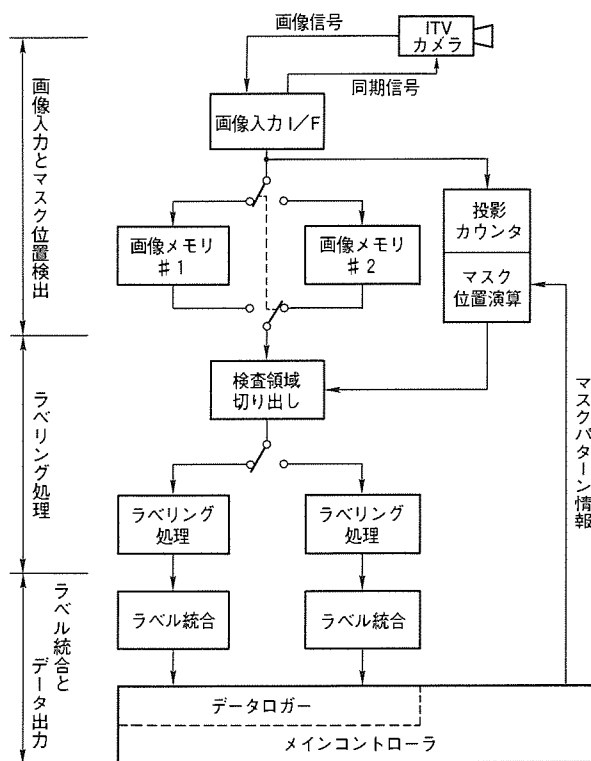 画像信号
ITV
カメラ
同期信号
画像入力I/F
画像入力とマスク位置検出
投影
カウンタ
画像メモリ
#1
画像メモリ
#2
マスク
位置演算
検査領域
切り出し
マスクパターン情報
ラベリング処理
ラベリング
処理
ラベリング
処理
ラベル統合
ラベル統合
ラベル統合と
データ出力
データロガー
メインコントローラ